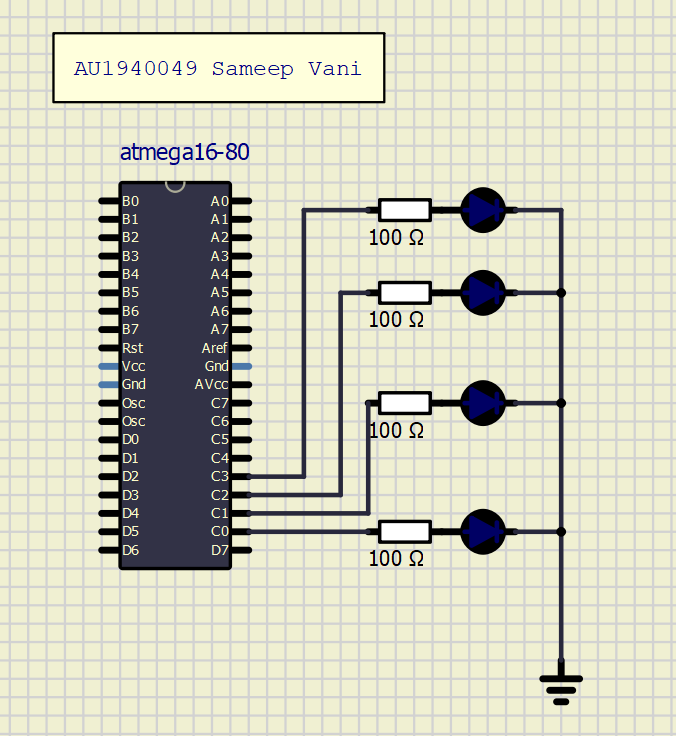 AU1940049 Sameep Vani
atmega16-80
B0 A0
B1 A1
B2 A2
B3 A3
B4 A4
B5 A5
B6 A6
B7 A7
Rst Aref
Vcc Gnd
Gnd AVcc
Osc C7
Osc C6
D0 C5
D1 C4
D2 C3
D3 C2
D4 C1
D5 C0
D6 D7
100 Ω
100 Ω
100 Ω
100 Ω